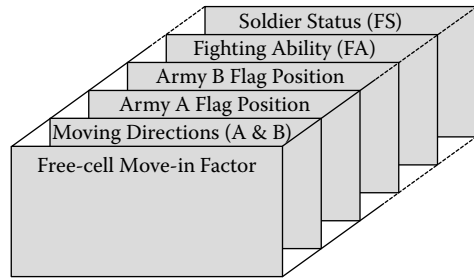 Soldier Status (FS)
Fighting Ability (FA)
Army B Flag Position
Army A Flag Position
Moving Directions (A & B)
Free-cell Move-in Factor